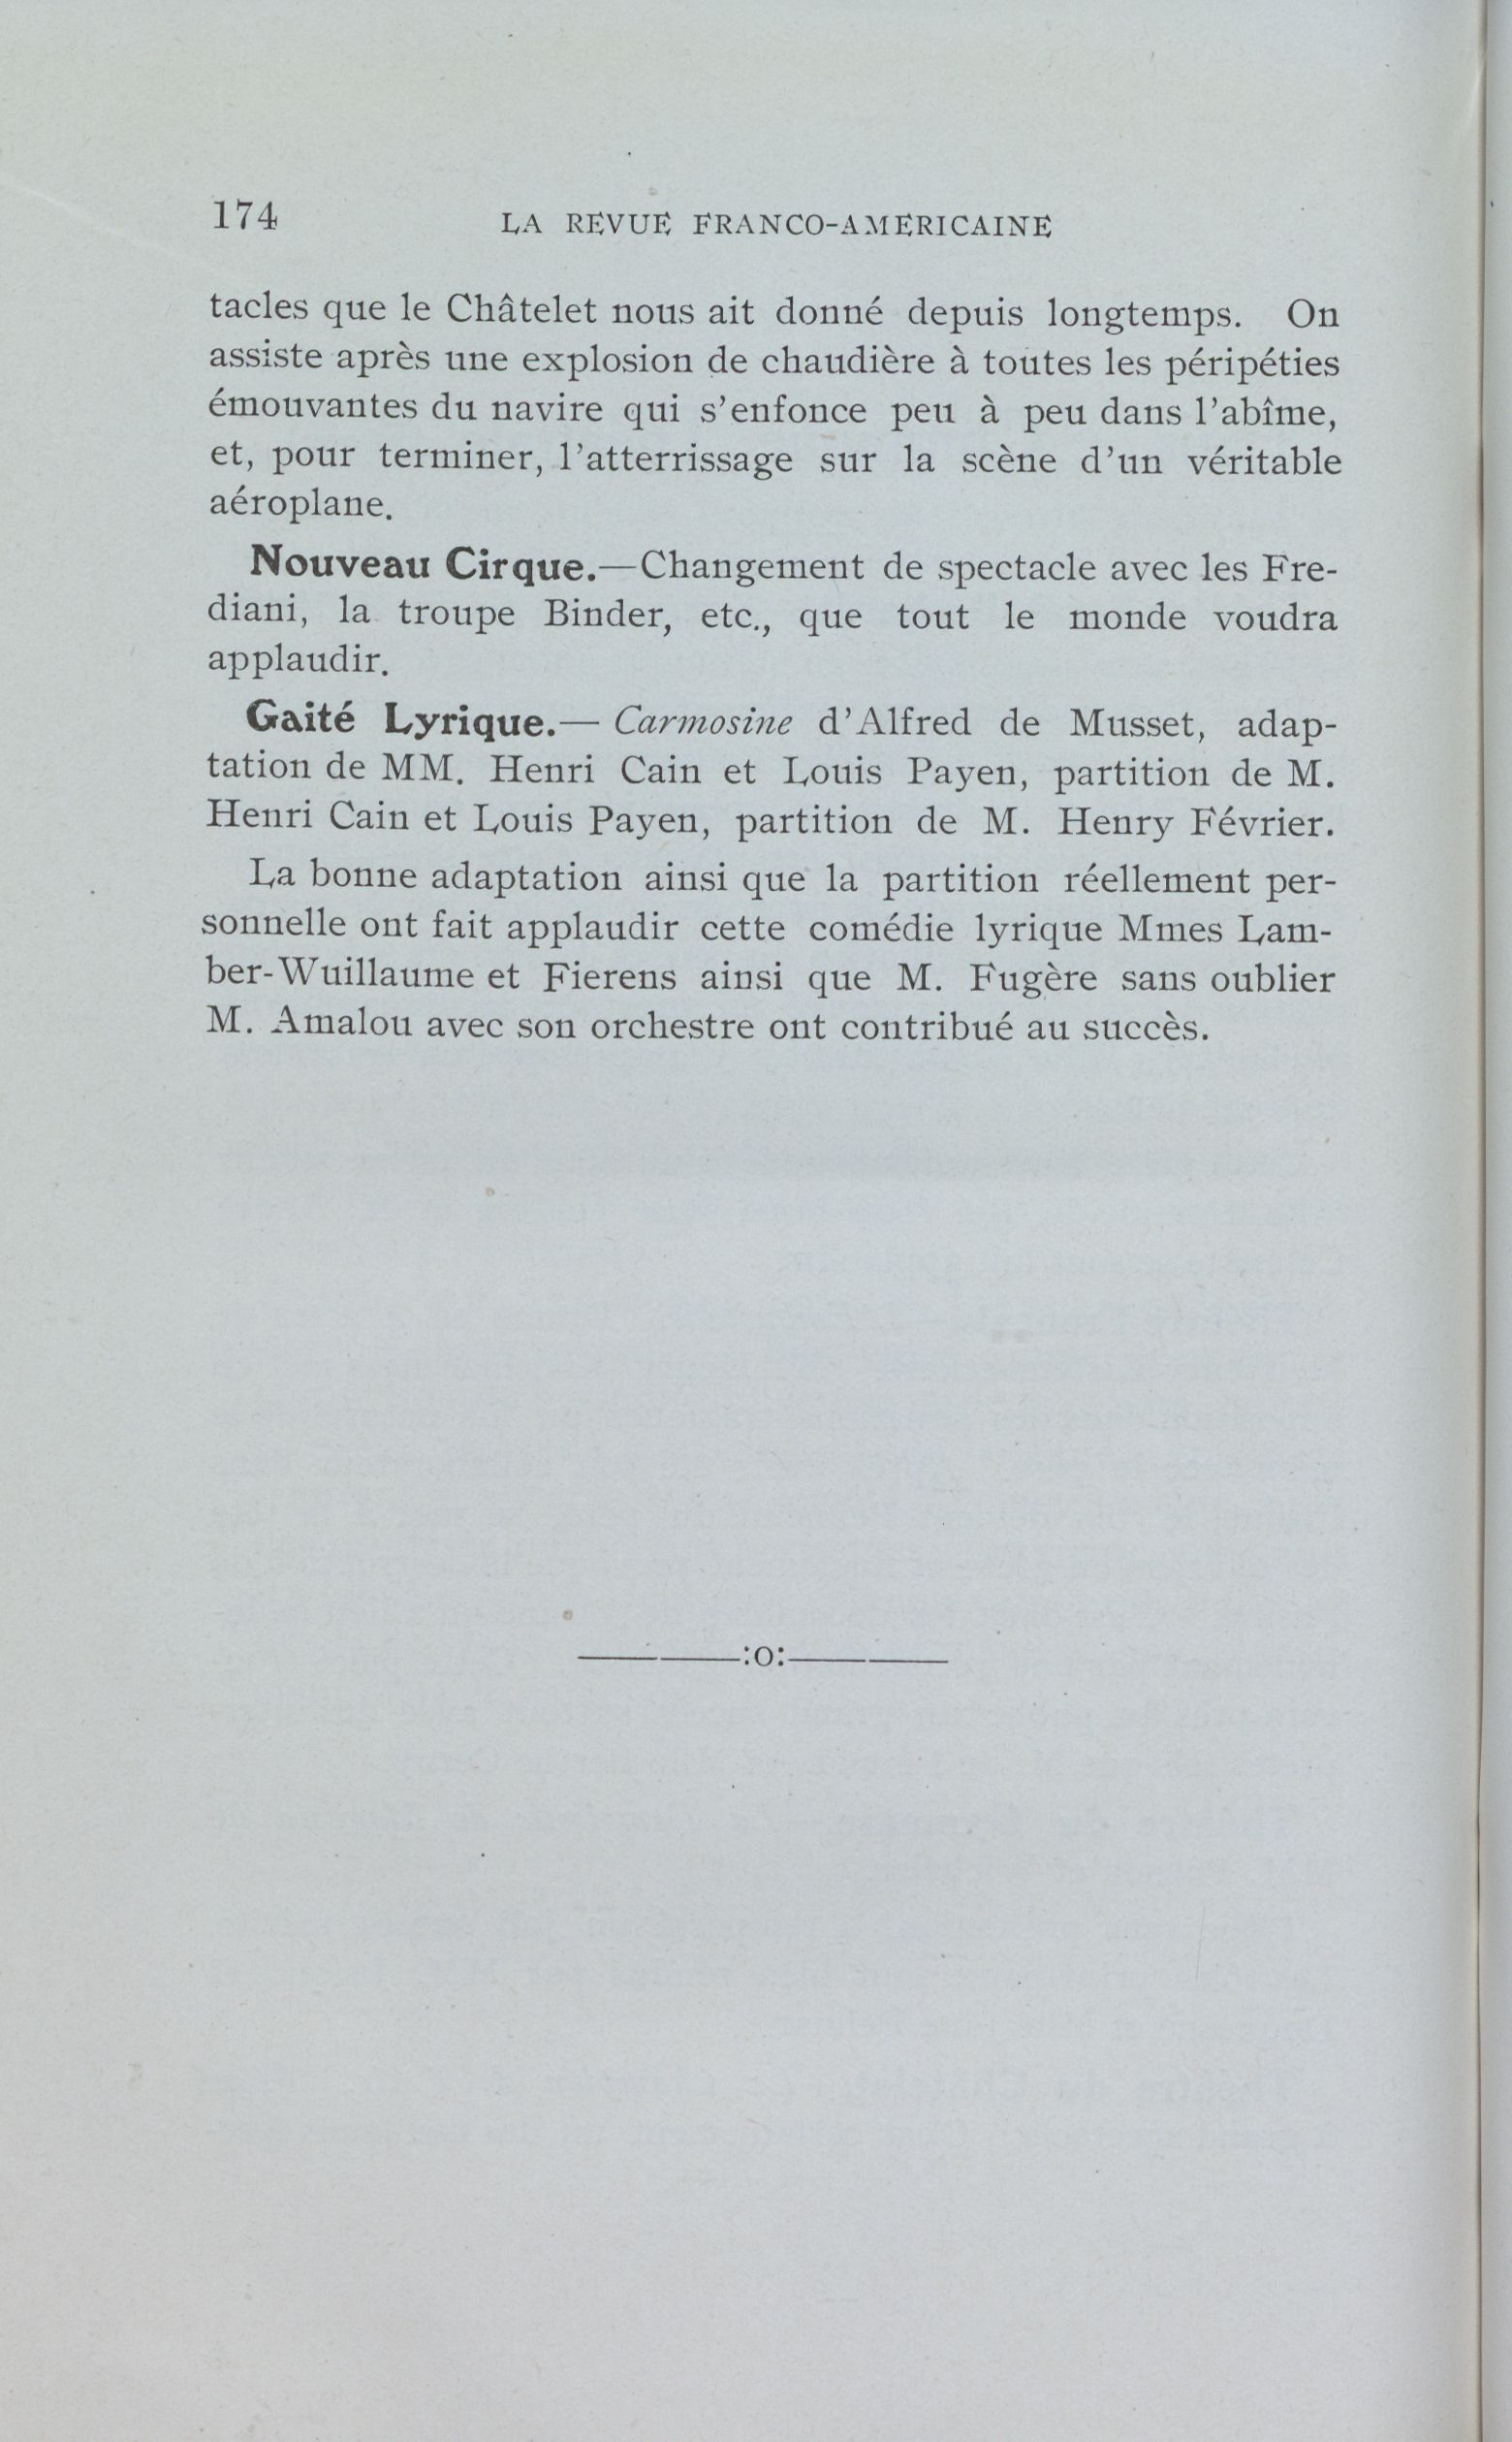 174 LA REVUE FRANCO-AMERICAINE
tacles que le Châtelet nous ait donné depuis longtemps. On
assiste après une explosion de chaudière à toutes les péripéties
émouvantes du navire qui s'enfonce peu à peu dans l'abîme,
et, pour terminer, l'atterrissage sur la scène d'un véritable
aéroplane.
Nouveau Cirque.—Changement de spectacle avec les Fre-
diani, la troupe Binder, etc., que tout le monde voudra
applaudir.
Gaité Lyrique.— Carmosine d'Alfred de Musset, adap-
tation de MM. Henri Cain et Louis Payen, partition de M.
Henri Cain et Louis Payen, partition de M. Henry Février.
La bonne adaptation ainsi que la partition réellement per-
sonnelle ont fait applaudir cette comédie lyrique Mmes Lam-
ber-Wuillaume et Fierens ainsi que M. Fugère sans oublier
M. Amalou avec son orchestre ont contribué au succès.
————:o:————